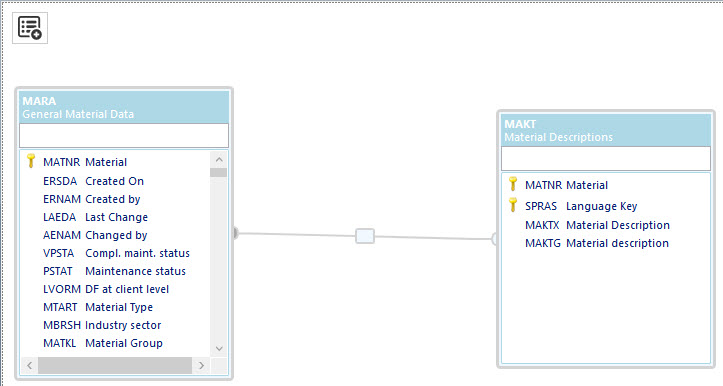 MARA
General Material Data
MATNR Material
ERSDA Created On
ERNAM Created by
LAEDA Last Change
AENAM Changed by
VPSTA Compl. maint. status
PSTAT Maintenance status
LVORM DF at client level
MTART Material Type
MBRSH Industry sector
MATKL Material Group
MAKT
Material Descriptions
MATNR Material
SPRAS Language Key
MAKTX Material Description
MAKTG Material description